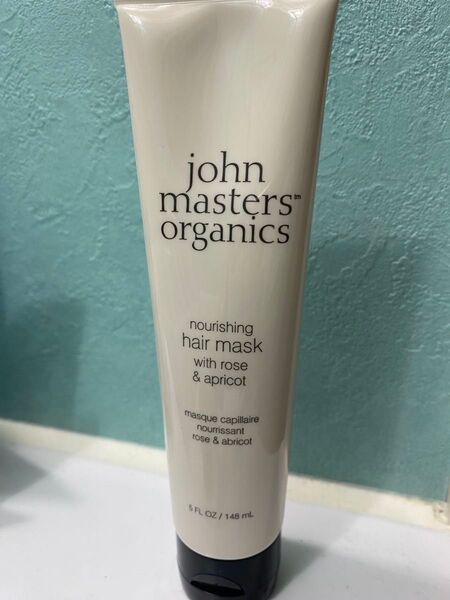 john
masters™
organics
nourishing
hair mask
with rose
& apricot
masque capillaire
nourrissant
rose & abricot
5 FL OZ / 148 mL